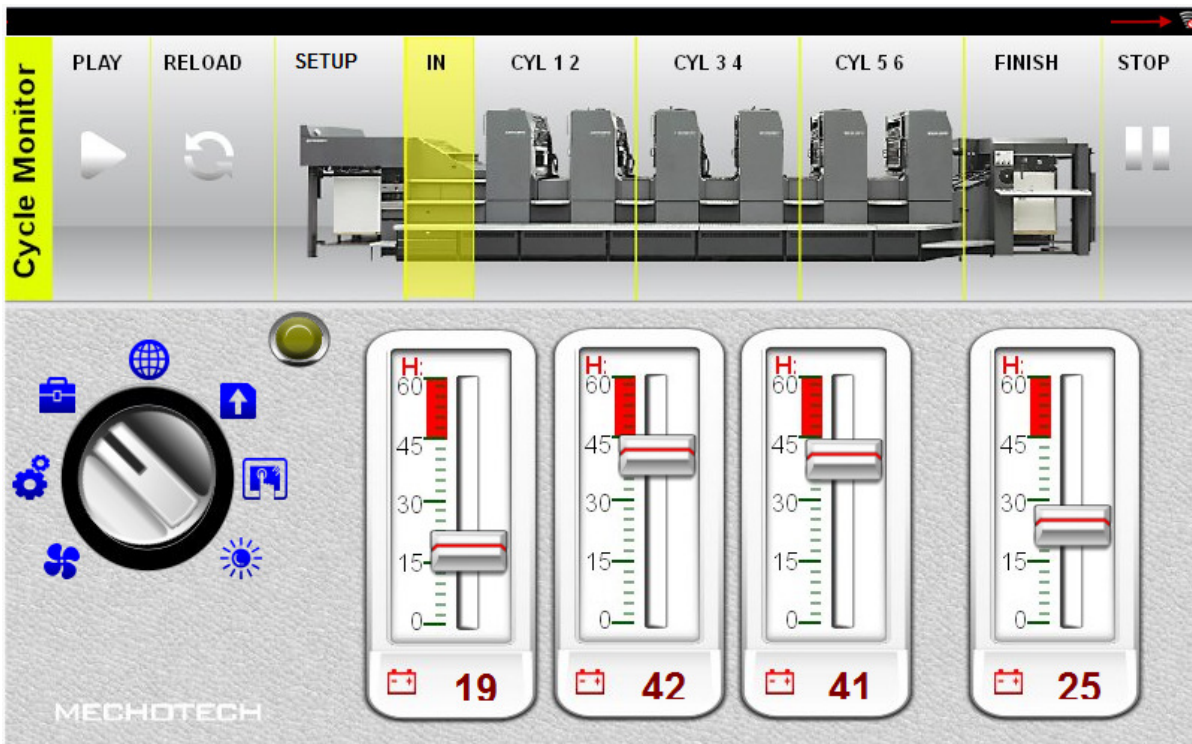 PLAY RELOAD SETUP IN CYL 1 2 CYL 3 4 CYL 5 6 FINISH STOP
Cycle Monitor
H: H: H: H:
60 60 60 60
45 45 45 45
30 30 30 30
15 15 15 15
0 0 0 0
19 42 41 25
MECHOTECH